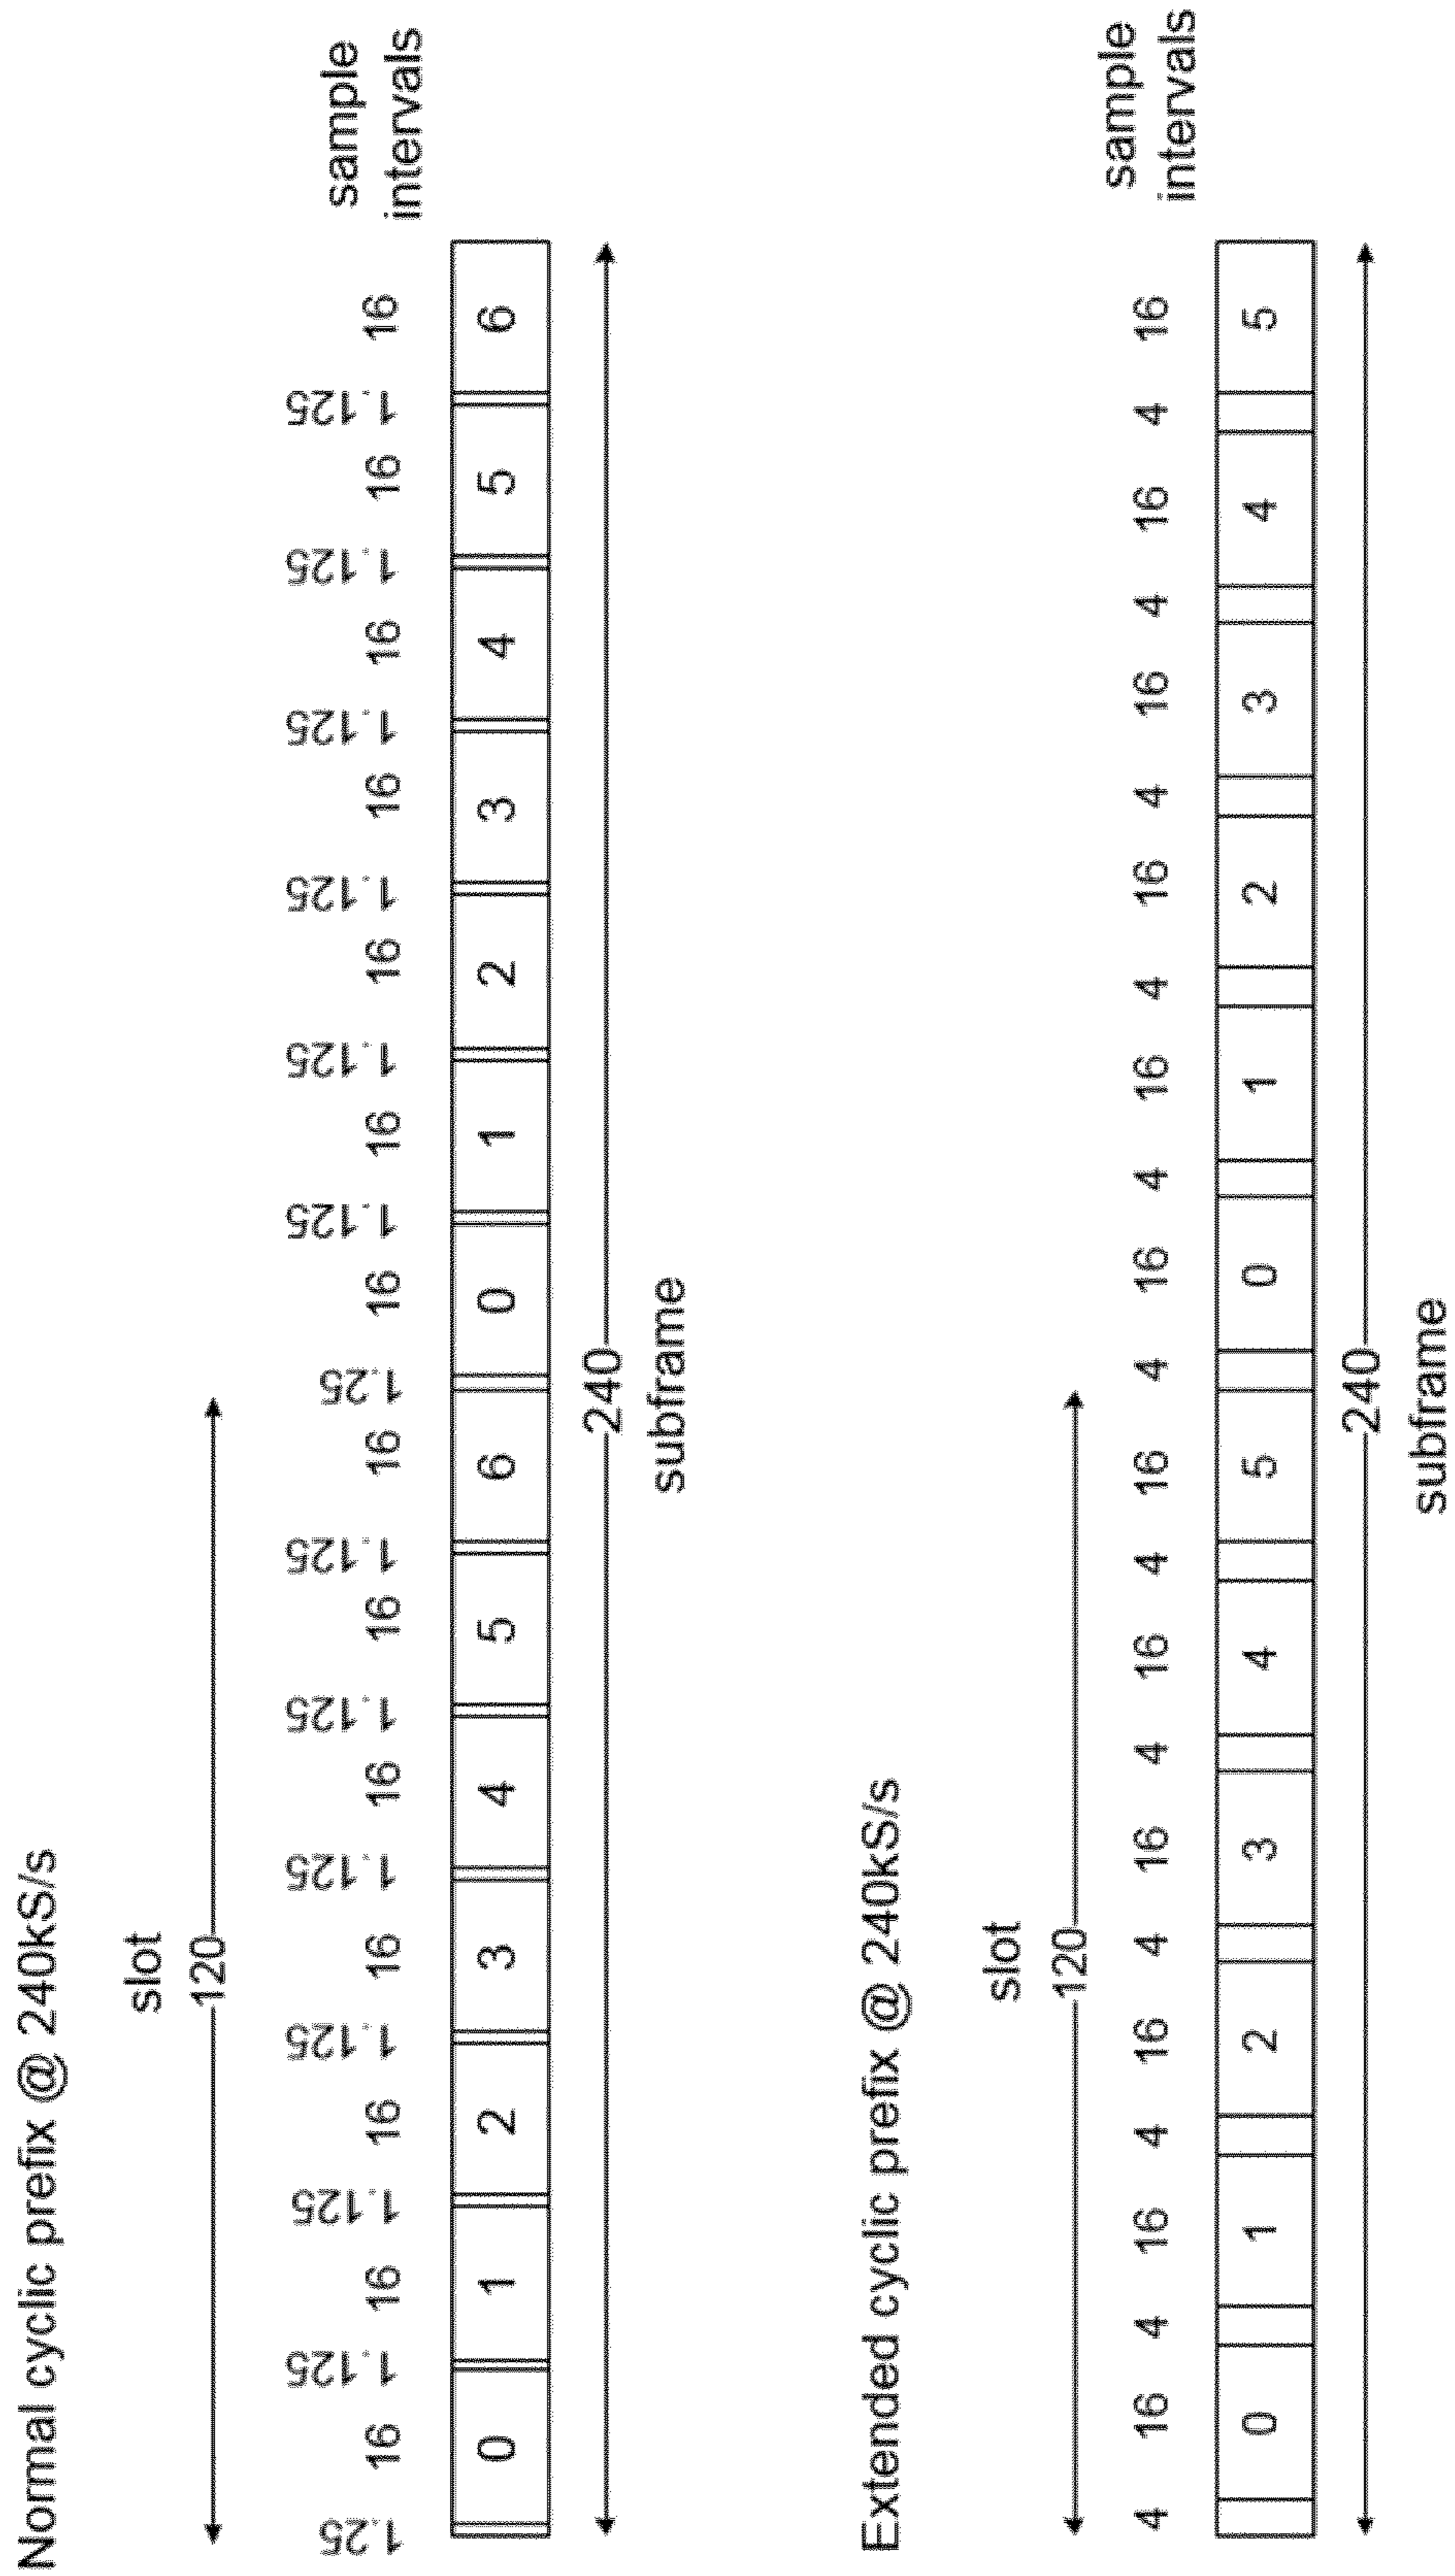 Normal cyclic prefix @ 240kS/s
slot
120
1.25 16 1.125 16 1.125 16 1.125 16 1.125 16 1.125 16 1.125 16 1.25 16 1.125 16 1.125 16 1.125 16 1.125 16 1.125 16 1.125 16
sample
intervals
0 1 2 3 4 5 6 0 1 2 3 4 5 6
240
subframe
Extended cyclic prefix @ 240kS/s
slot
120
4 16 4 16 4 16 4 16 4 16 4 16 4 16 4 16 4 16 4 16 4 16 4 16
sample
intervals
0 1 2 3 4 5 0 1 2 3 4 5
240
subframe